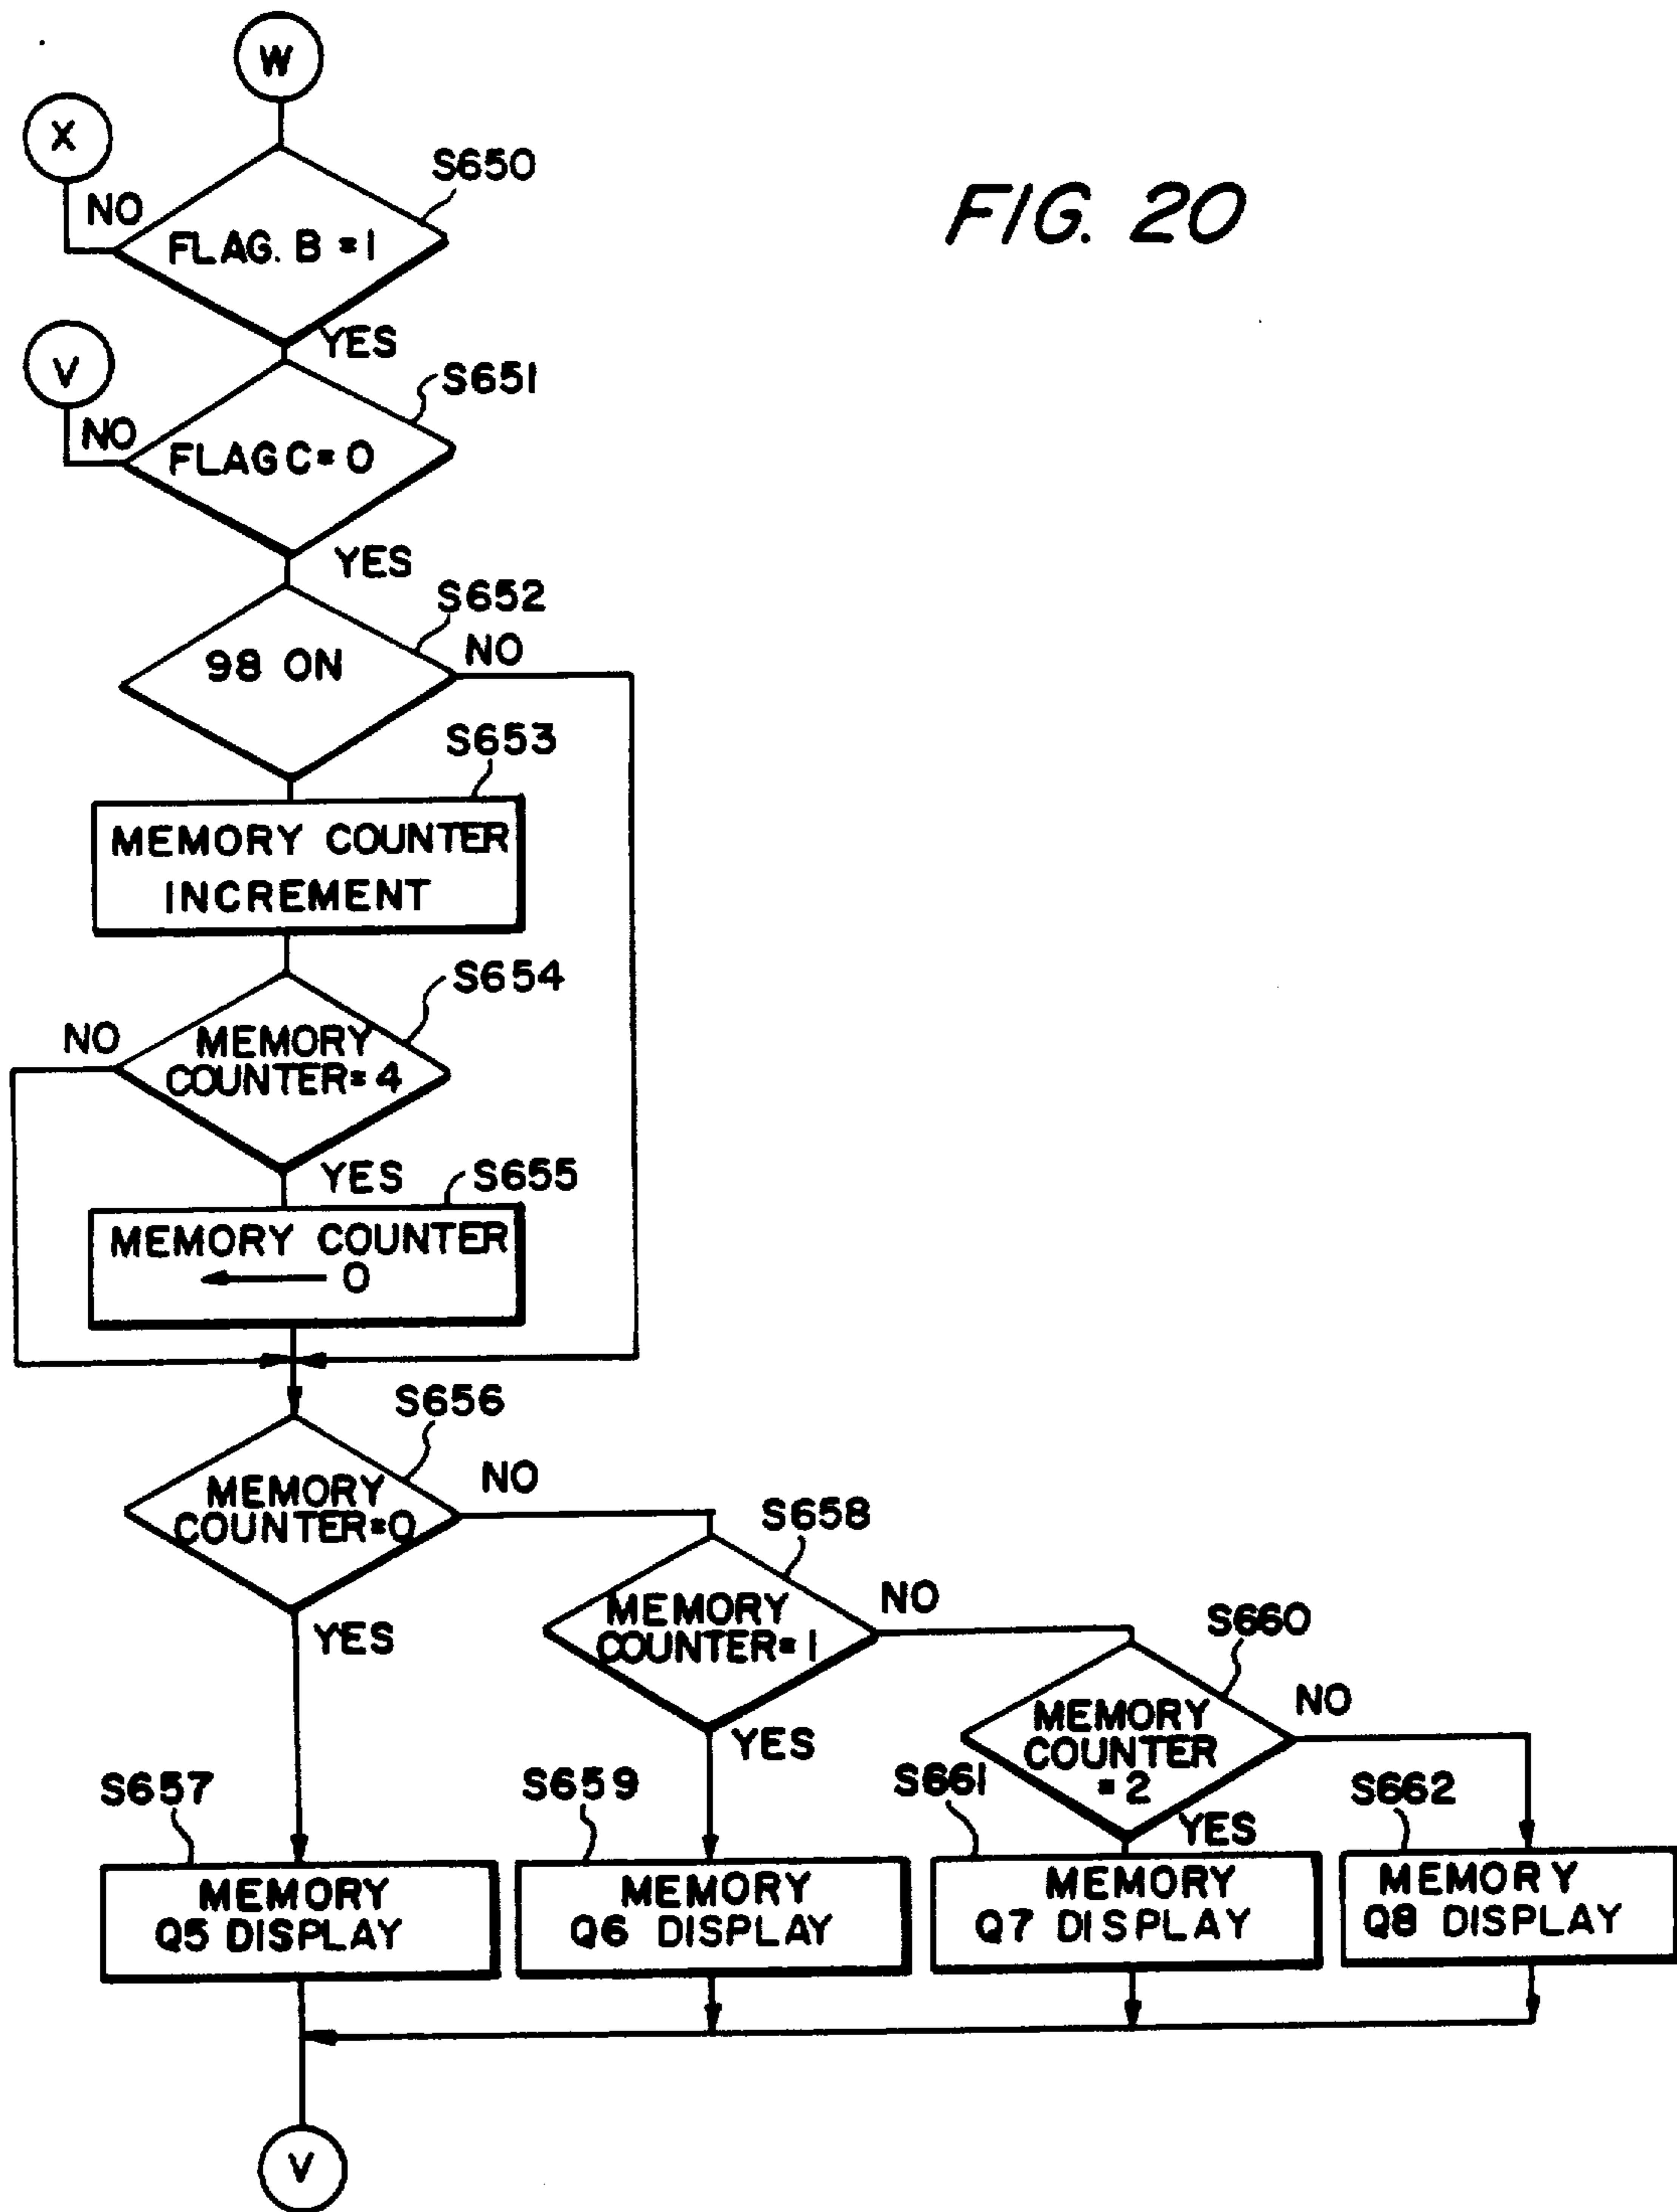 W
X
S650
NO
FLAG. B = 1
FIG. 20
YES
V
S651
NO
FLAG C = 0
YES
S652
98 ON
NO
S653
MEMORY COUNTER
INCREMENT
S654
NO
MEMORY
COUNTER = 4
YES
S655
MEMORY COUNTER
← 0
S656
MEMORY
COUNTER = 0
NO
YES
S658
MEMORY
COUNTER = 1
NO
YES
S660
MEMORY
COUNTER
= 2
NO
YES
S657
MEMORY
Q5 DISPLAY
S659
MEMORY
Q6 DISPLAY
S661
MEMORY
Q7 DISPLAY
S662
MEMORY
Q8 DISPLAY
V